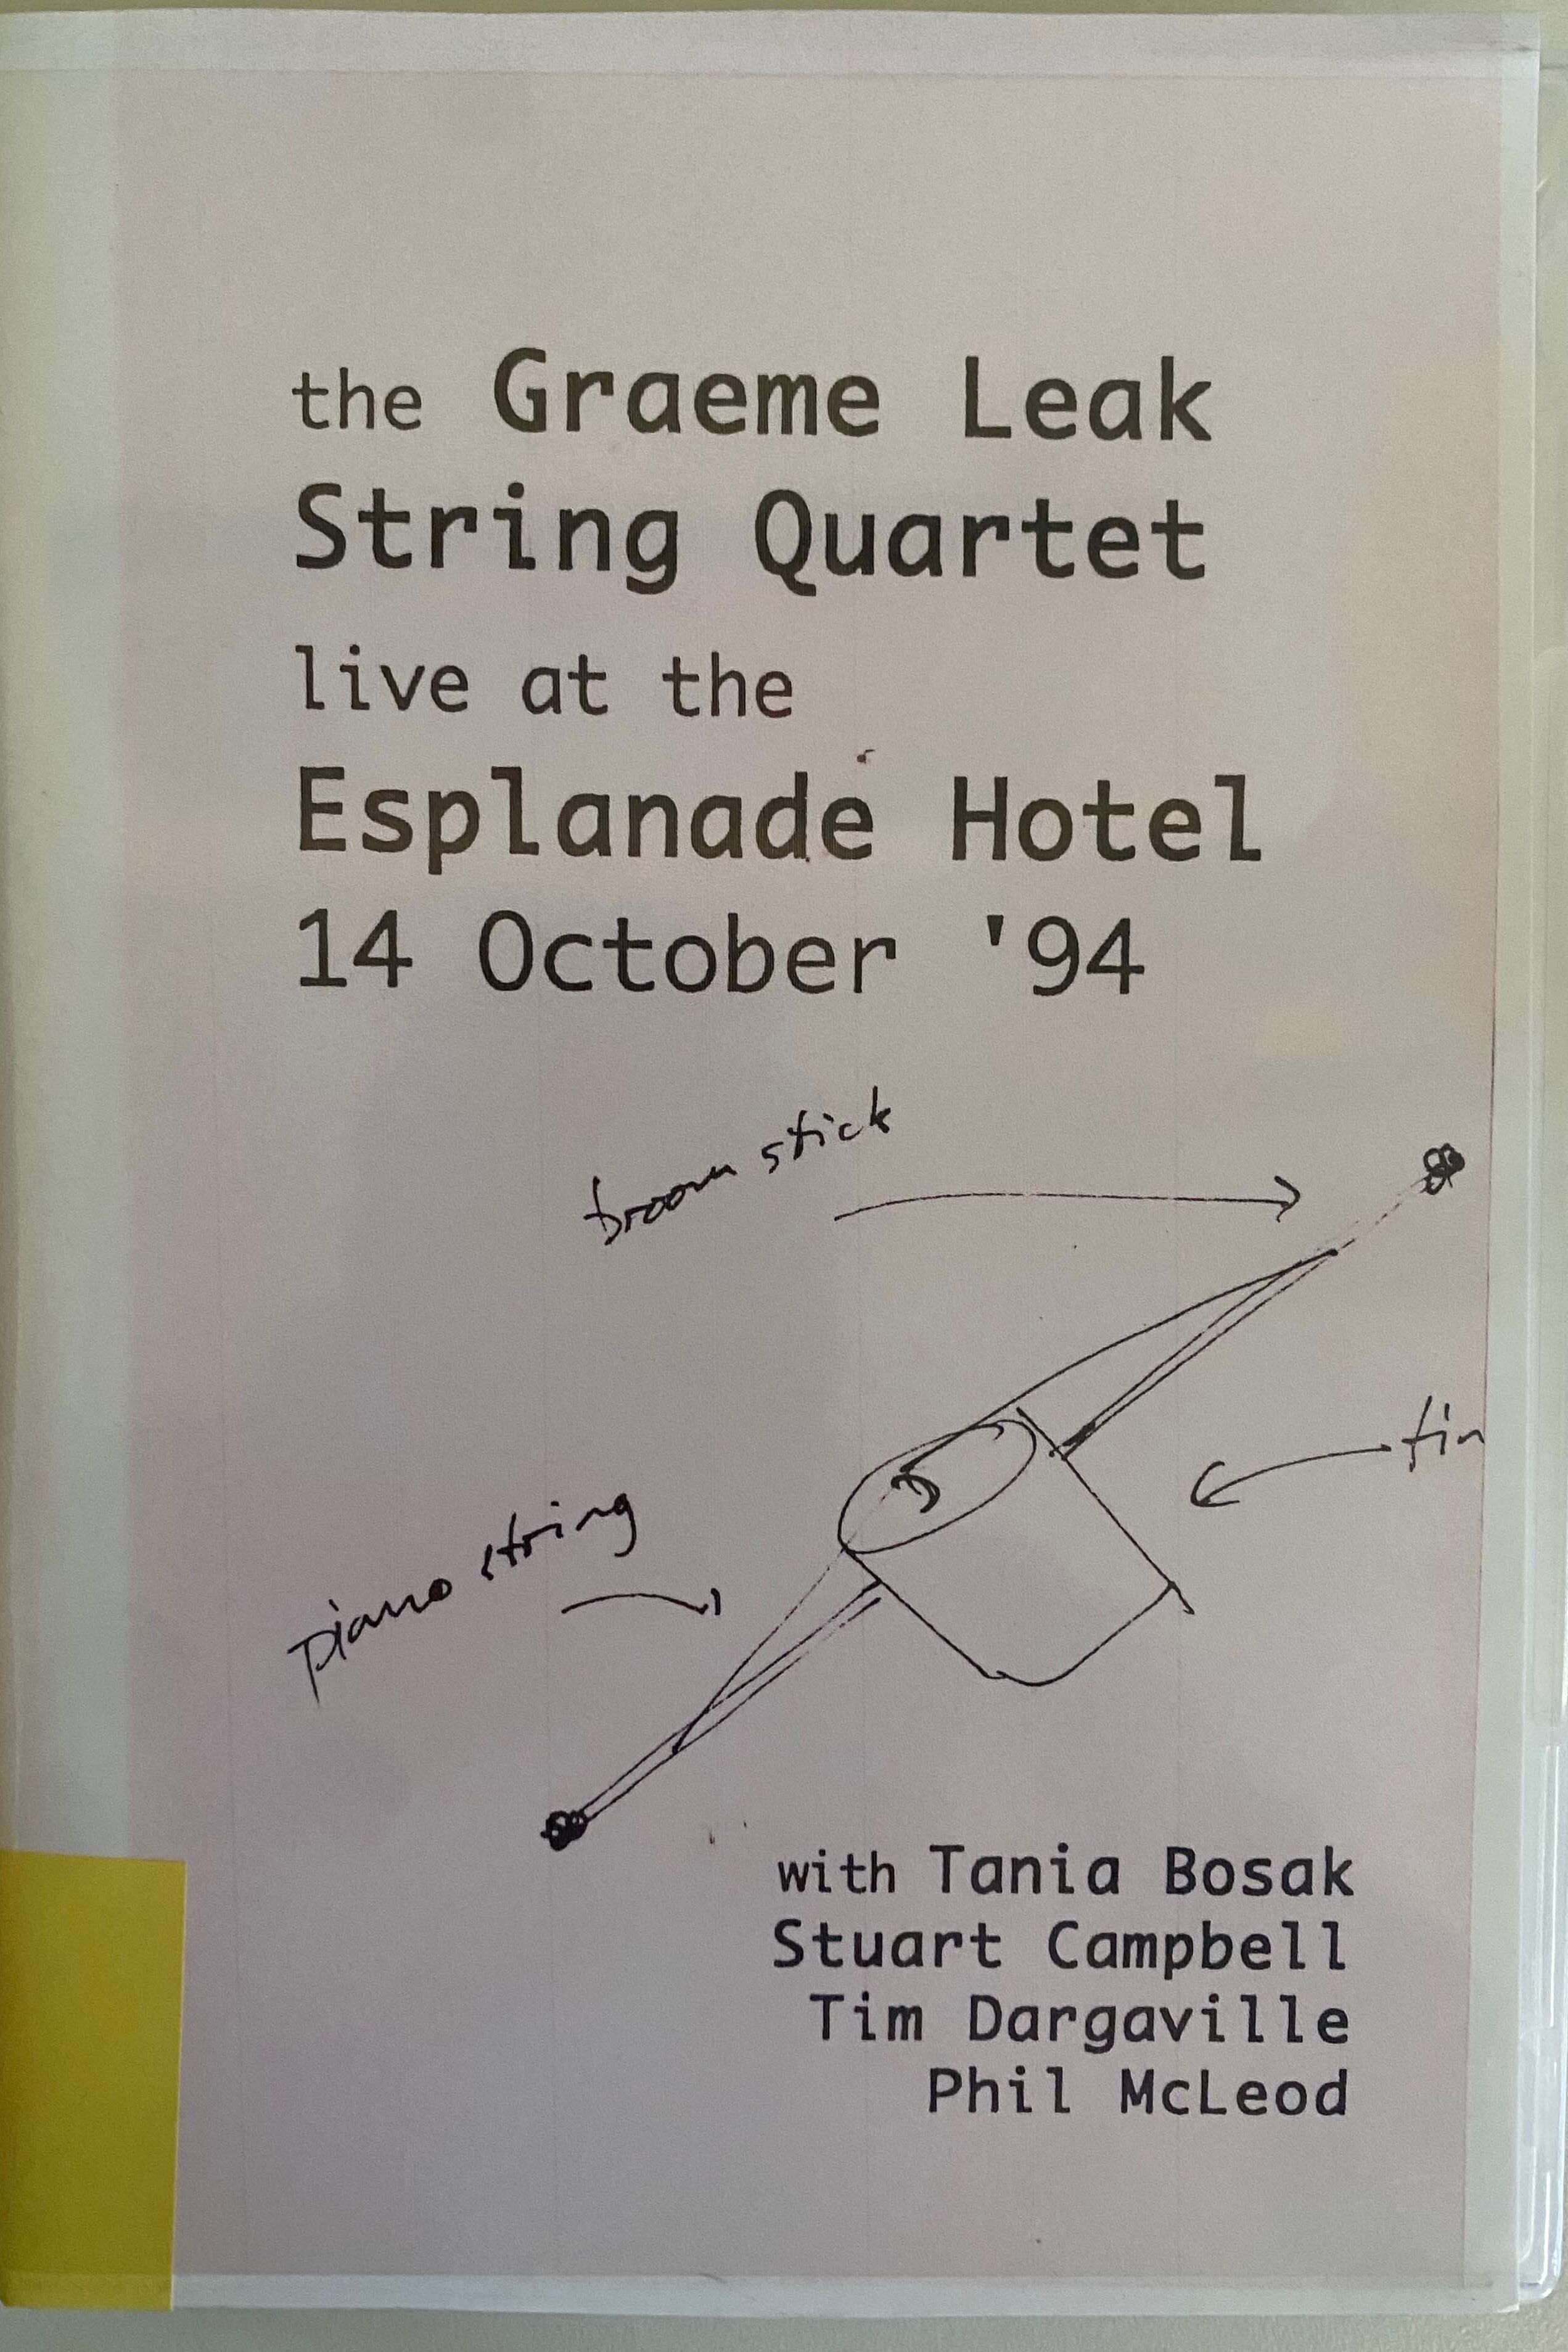 the Graeme Leak
String Quartet
live at the
Esplanade Hotel
14 October '94
broom stick
tin
piano string
with Tania Bosak
Stuart Campbell
Tim Dargaville
Phil McLeod